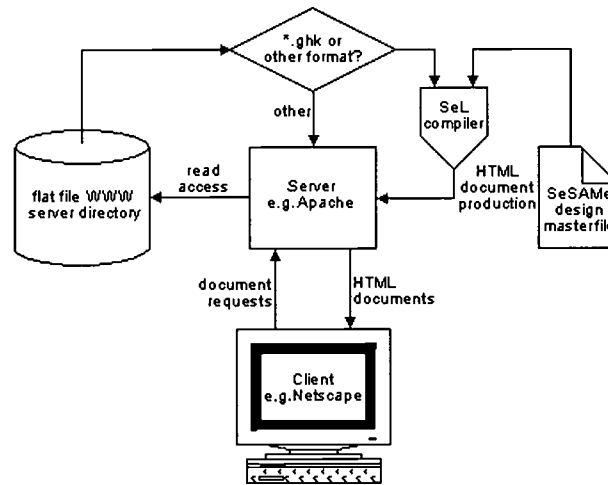 *.ghk or
other format?
SeL
compiler
other
read
access
Server
e.g.Apache
HTML
document
production
flat file WWW
server directory
SeSAMe
design
masterfile
document
requests
HTML
documents
Client
e.g.Netscape